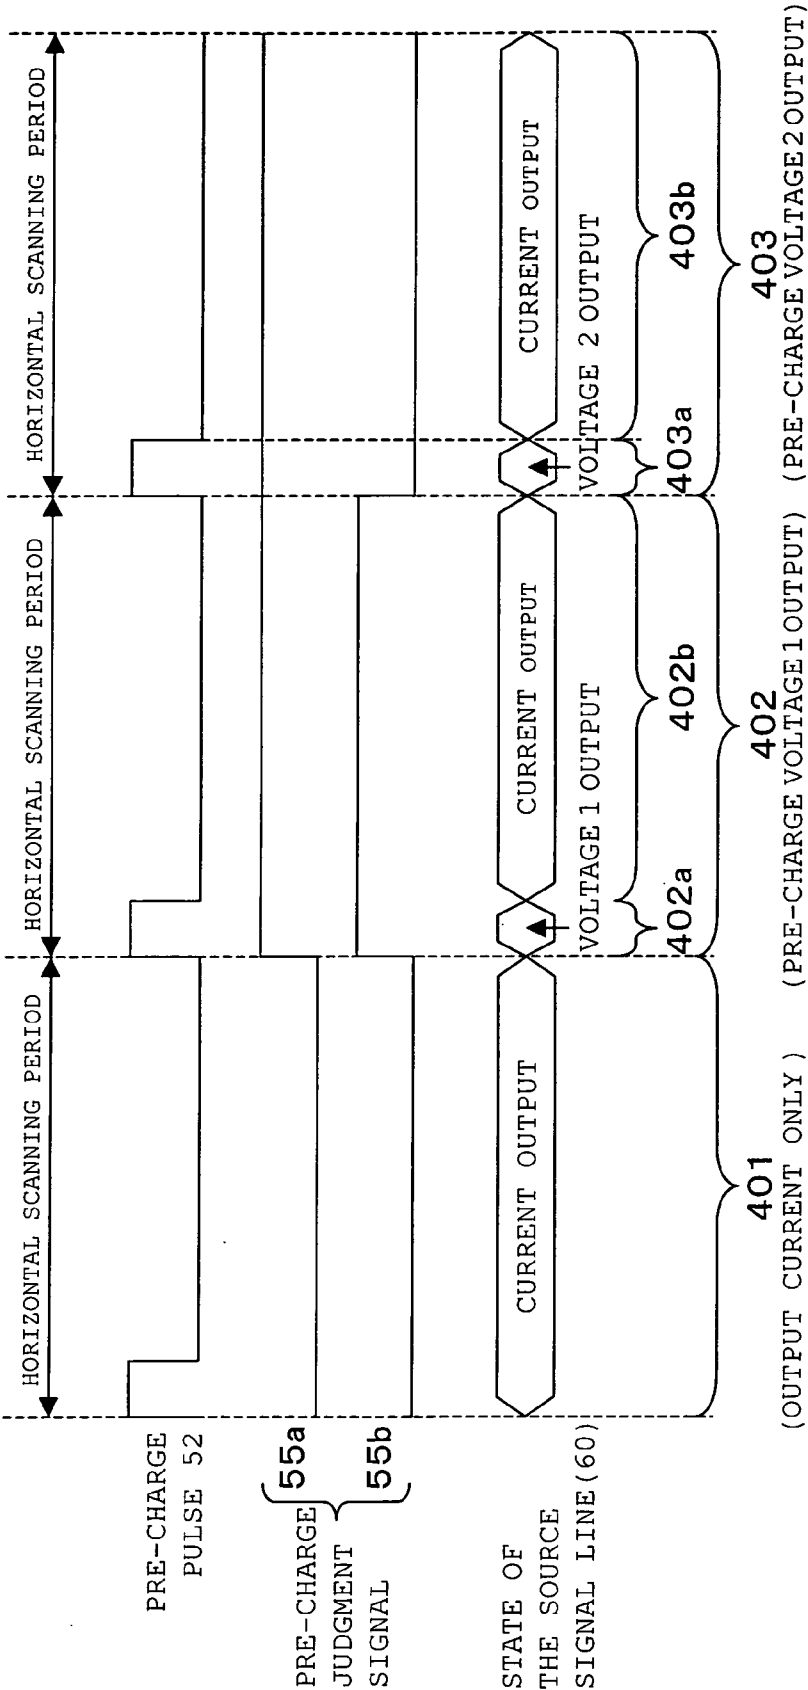 HORIZONTAL SCANNING PERIOD
HORIZONTAL SCANNING PERIOD
HORIZONTAL SCANNING PERIOD
PRE-CHARGE
PULSE 52
PRE-CHARGE
JUDGMENT
SIGNAL
55a
55b
STATE OF
THE SOURCE
SIGNAL LINE(60)
CURRENT OUTPUT
CURRENT OUTPUT
CURRENT OUTPUT
VOLTAGE 1 OUTPUT
VOLTAGE 2 OUTPUT
402a
402b
403a
403b
401
402
403
(OUTPUT CURRENT ONLY)
(PRE-CHARGE VOLTAGE 1 OUTPUT)
(PRE-CHARGE VOLTAGE 2 OUTPUT)